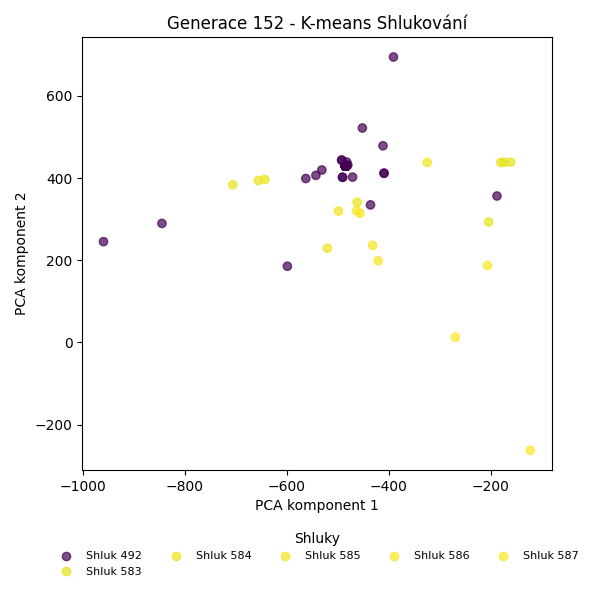 Generace 152 - K-means Shlukování
PCA komponent 2
600
400
200
0
−200
−1000
−800
−600
−400
−200
PCA komponent 1
Shluky
Shluk 492
Shluk 584
Shluk 585
Shluk 586
Shluk 587
Shluk 583